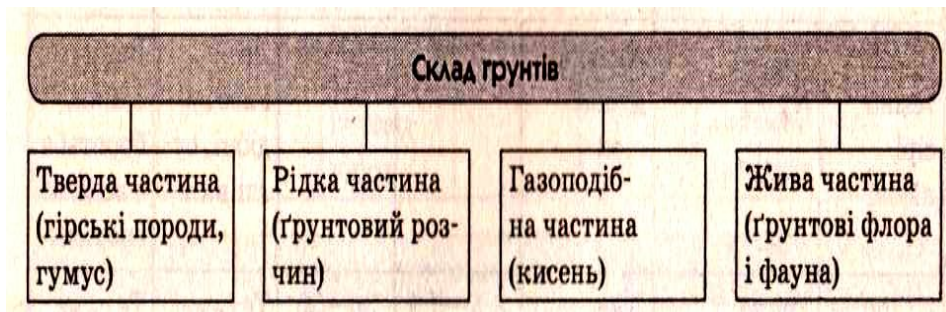 Склад ґрунтів
Тверда частина
(гірські породи,
гумус)
Рідка частина
(ґрунтовий роз-
чин)
Газоподіб-
на частина
(кисень)
Жива частина
(ґрунтові флора
і фауна)